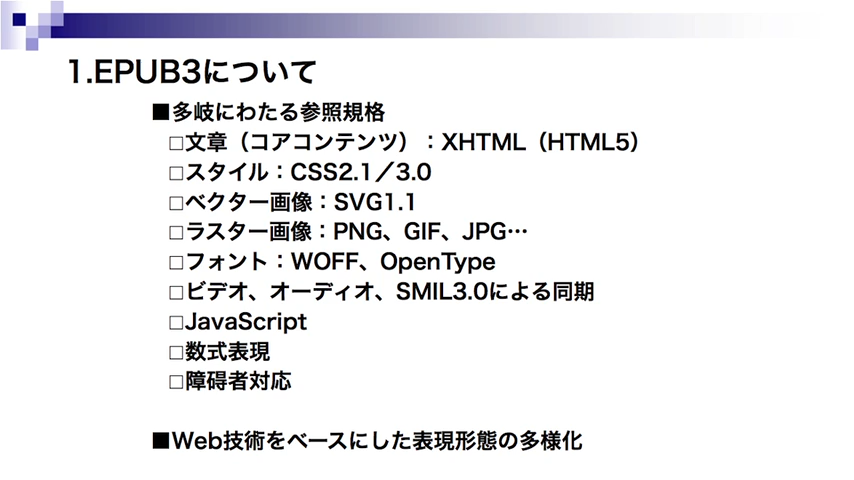 1.EPUB3について
■多岐にわたる参照規格
□文章（コアコンテンツ）：XHTML（HTML5）
□スタイル：CSS2.1／3.0
□ベクター画像：SVG1.1
□ラスター画像：PNG、GIF、JPG…
□フォント：WOFF、OpenType
□ビデオ、オーディオ、SMIL3.0による同期
□JavaScript
□数式表現
□障碍者対応
■Web技術をベースにした表現形態の多様化